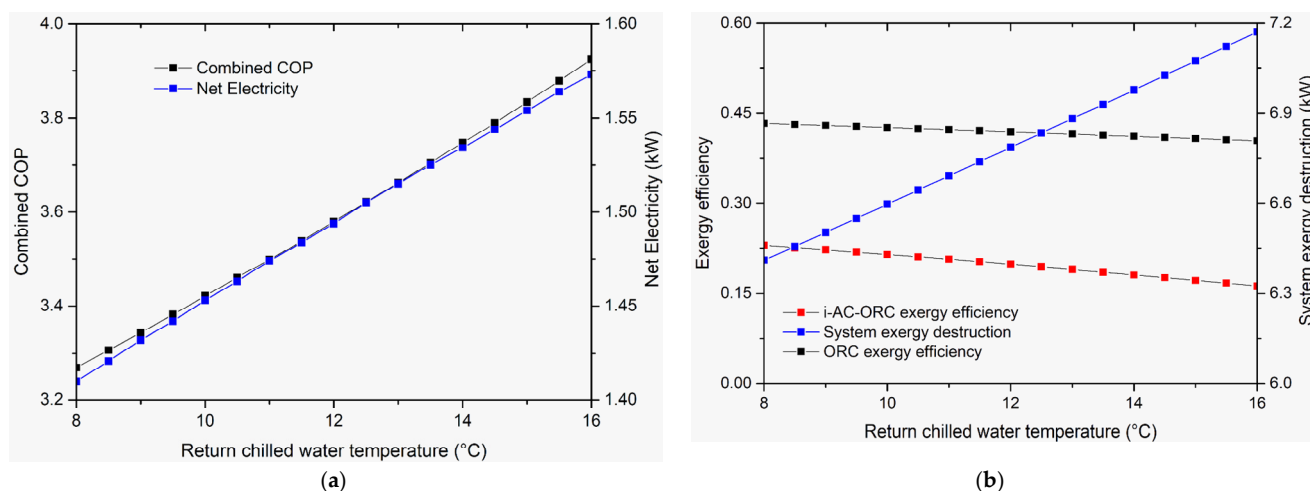 4.0
3.8
3.6
3.4
3.2
Combined COP
Combined COP
Net Electricity
1.60
1.55
1.50
1.45
1.40
Net Electricity (kW)
8 10 12 14 16
Return chilled water temperature (°C)
(a)
0.60
0.45
0.30
0.15
0.00
Exergy efficiency
i-AC-ORC exergy efficiency
System exergy destruction
ORC exergy efficiency
7.2
6.9
6.6
6.3
6.0
System exergy destruction (kW)
8 10 12 14 16
Return chilled water temperature (°C)
(b)